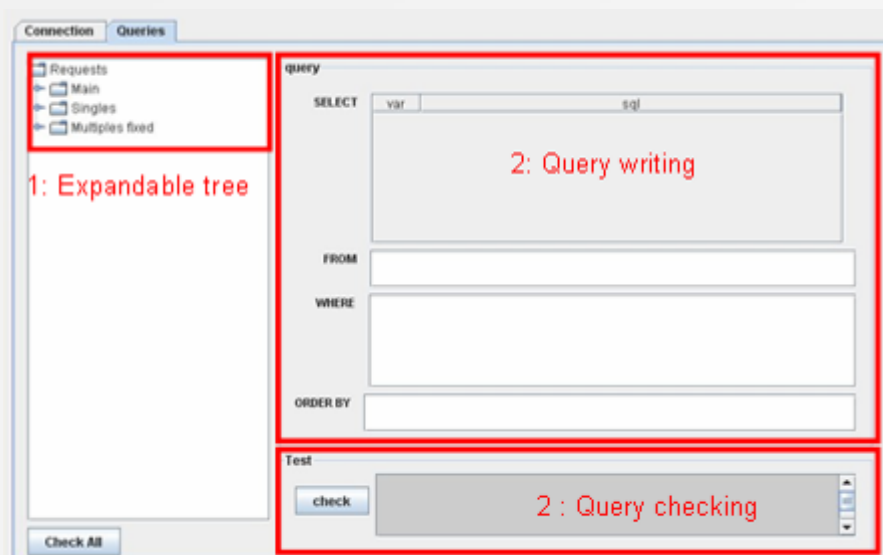 Connection Queries
Requests
Main
Singles
Multiples fixed
1: Expandable tree
Check All
query
SELECT var sql
2: Query writing
FROM
WHERE
ORDER BY
Test
check
2 : Query checking